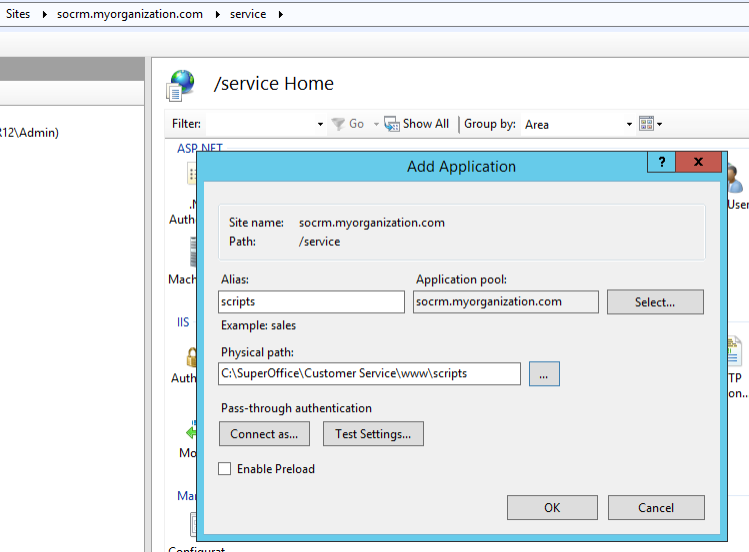 Sites socrm.myorganization.com service
/service Home
R12\Admin)
Filter: Go Show All Group by: Area
ASP.NET
Add Application
?
x
Site name: socrm.myorganization.com
Path: /service
Alias: Application pool:
scripts socrm.myorganization.com Select...
Example: sales
Physical path:
C:\SuperOffice\Customer Service\www\scripts ...
Pass-through authentication
Connect as... Test Settings...
Enable Preload
OK Cancel
.N
Auth
User
Mach
IIS
Auth
TP
on...
Mo
Mai
Configurat